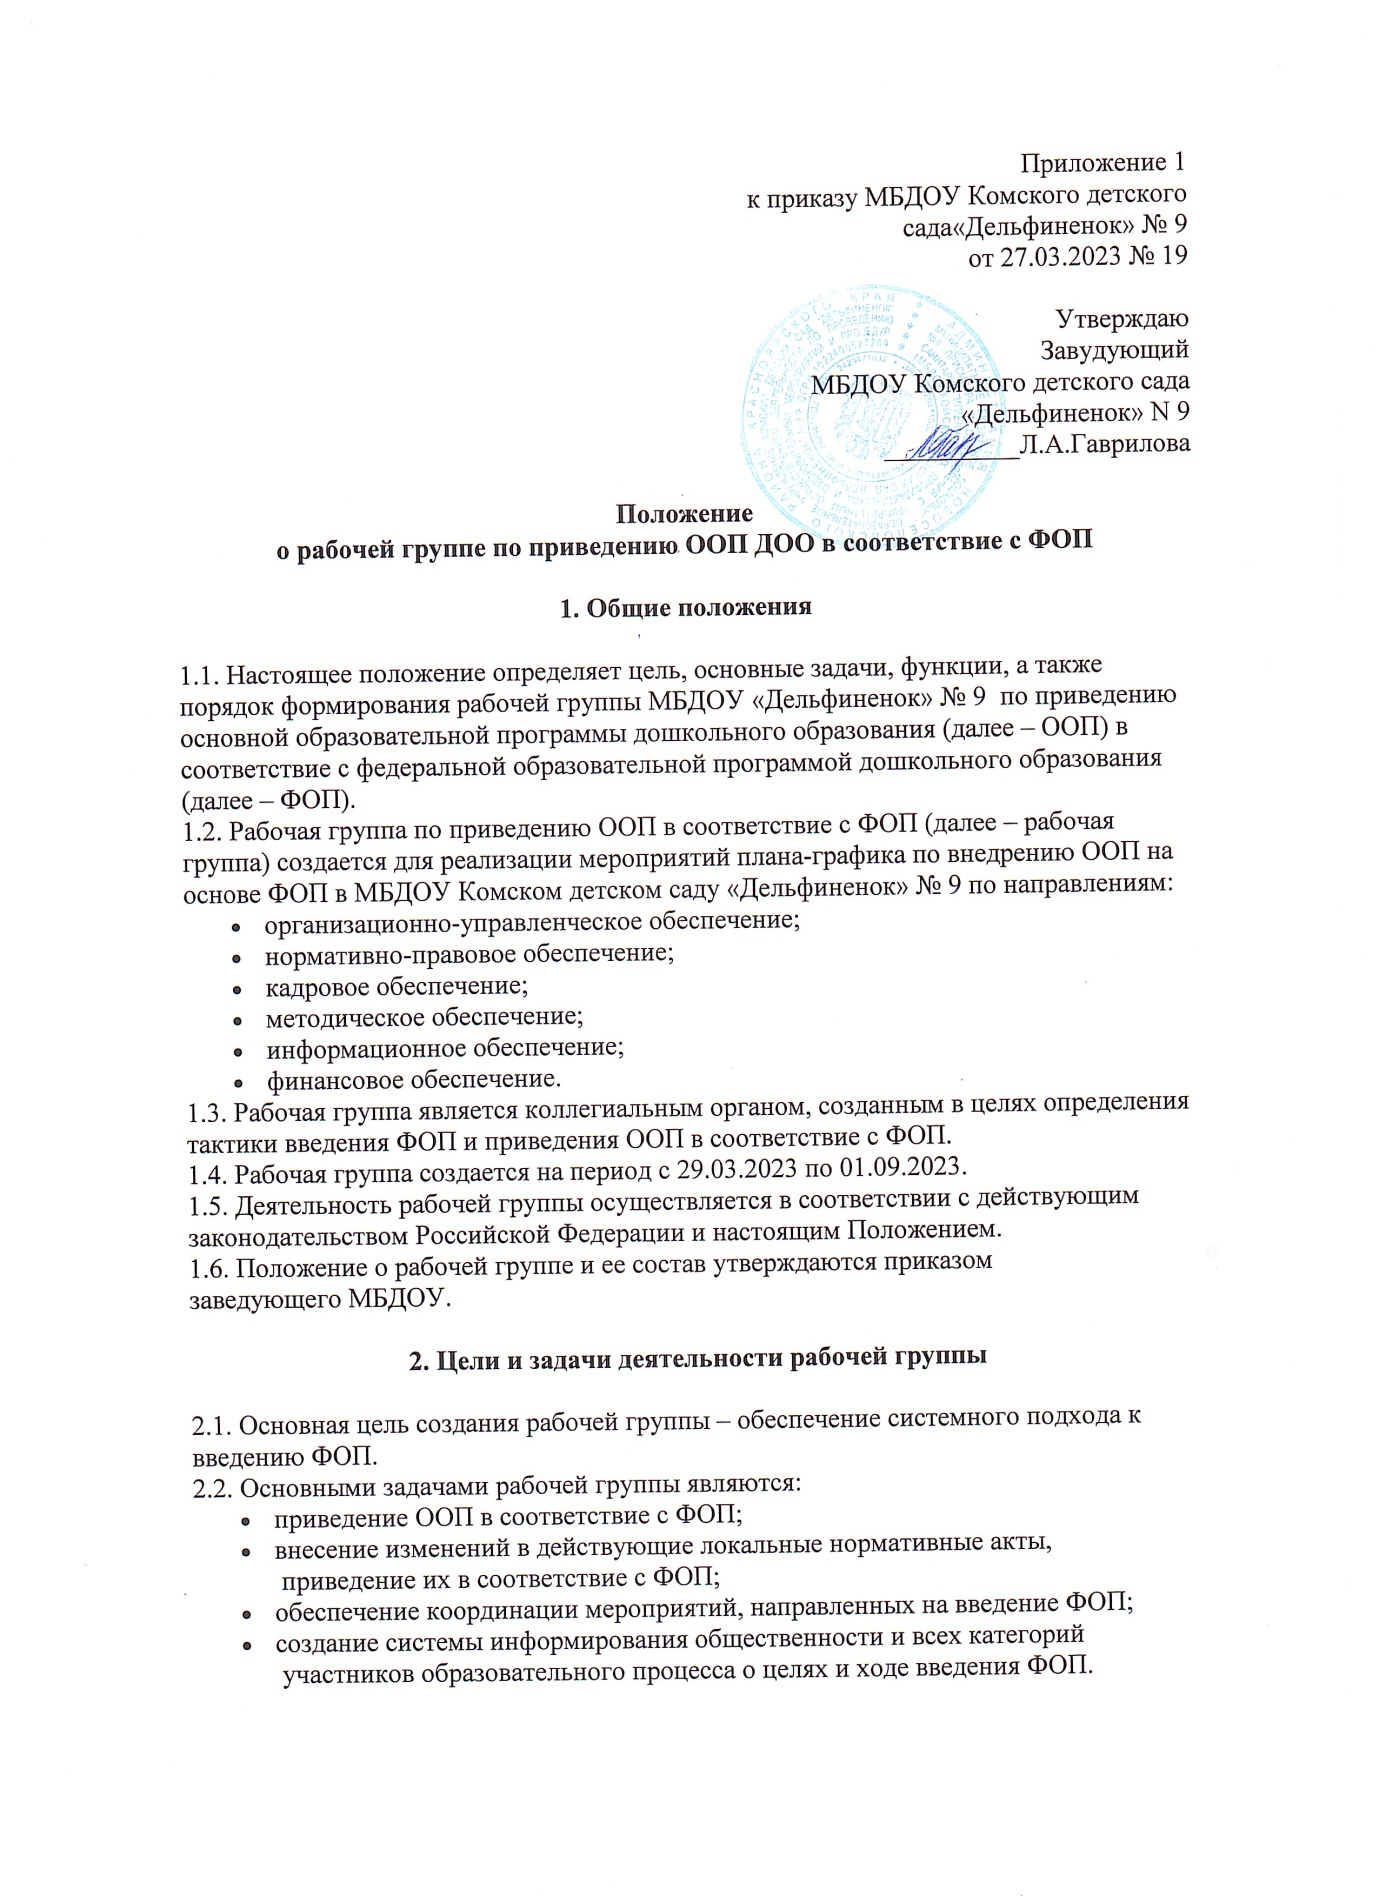 Приложение 1
к приказу МБДОУ Комского детского
сада«Дельфиненок» № 9
от 27.03.2023 № 19
Утверждаю
Завудующий
МБДОУ Комского детского сада
«Дельфиненок» N 9
Л.А.Гаврилова
Положение
о рабочей группе по приведению ООП ДОО в соответствие с ФОП
1. Общие положения
1.1. Настоящее положение определяет цель, основные задачи, функции, а также
порядок формирования рабочей группы МБДОУ «Дельфиненок» № 9 по приведению
основной образовательной программы дошкольного образования (далее – ООП) в
соответствие с федеральной образовательной программой дошкольного образования
(далее – ФОП).
1.2. Рабочая группа по приведению ООП в соответствие с ФОП (далее – рабочая
группа) создается для реализации мероприятий плана-графика по внедрению ООП на
основе ФОП в МБДОУ Комском детском саду «Дельфиненок» № 9 по направлениям:
• организационно-управленческое обеспечение;
• нормативно-правовое обеспечение;
• кадровое обеспечение;
• методическое обеспечение;
• информационное обеспечение;
• финансовое обеспечение.
1.3. Рабочая группа является коллегиальным органом, созданным в целях определения
тактики введения ФОП и приведения ООП в соответствие с ФОП.
1.4. Рабочая группа создается на период с 29.03.2023 по 01.09.2023.
1.5. Деятельность рабочей группы осуществляется в соответствии с действующим
законодательством Российской Федерации и настоящим Положением.
1.6. Положение о рабочей группе и ее состав утверждаются приказом
заведующего МБДОУ.
2. Цели и задачи деятельности рабочей группы
2.1. Основная цель создания рабочей группы – обеспечение системного подхода к
введению ФОП.
2.2. Основными задачами рабочей группы являются:
• приведение ООП в соответствие с ФОП;
• внесение изменений в действующие локальные нормативные акты,
приведение их в соответствие с ФОП;
• обеспечение координации мероприятий, направленных на введение ФОП;
• создание системы информирования общественности и всех категорий
участников образовательного процесса о целях и ходе введения ФОП.